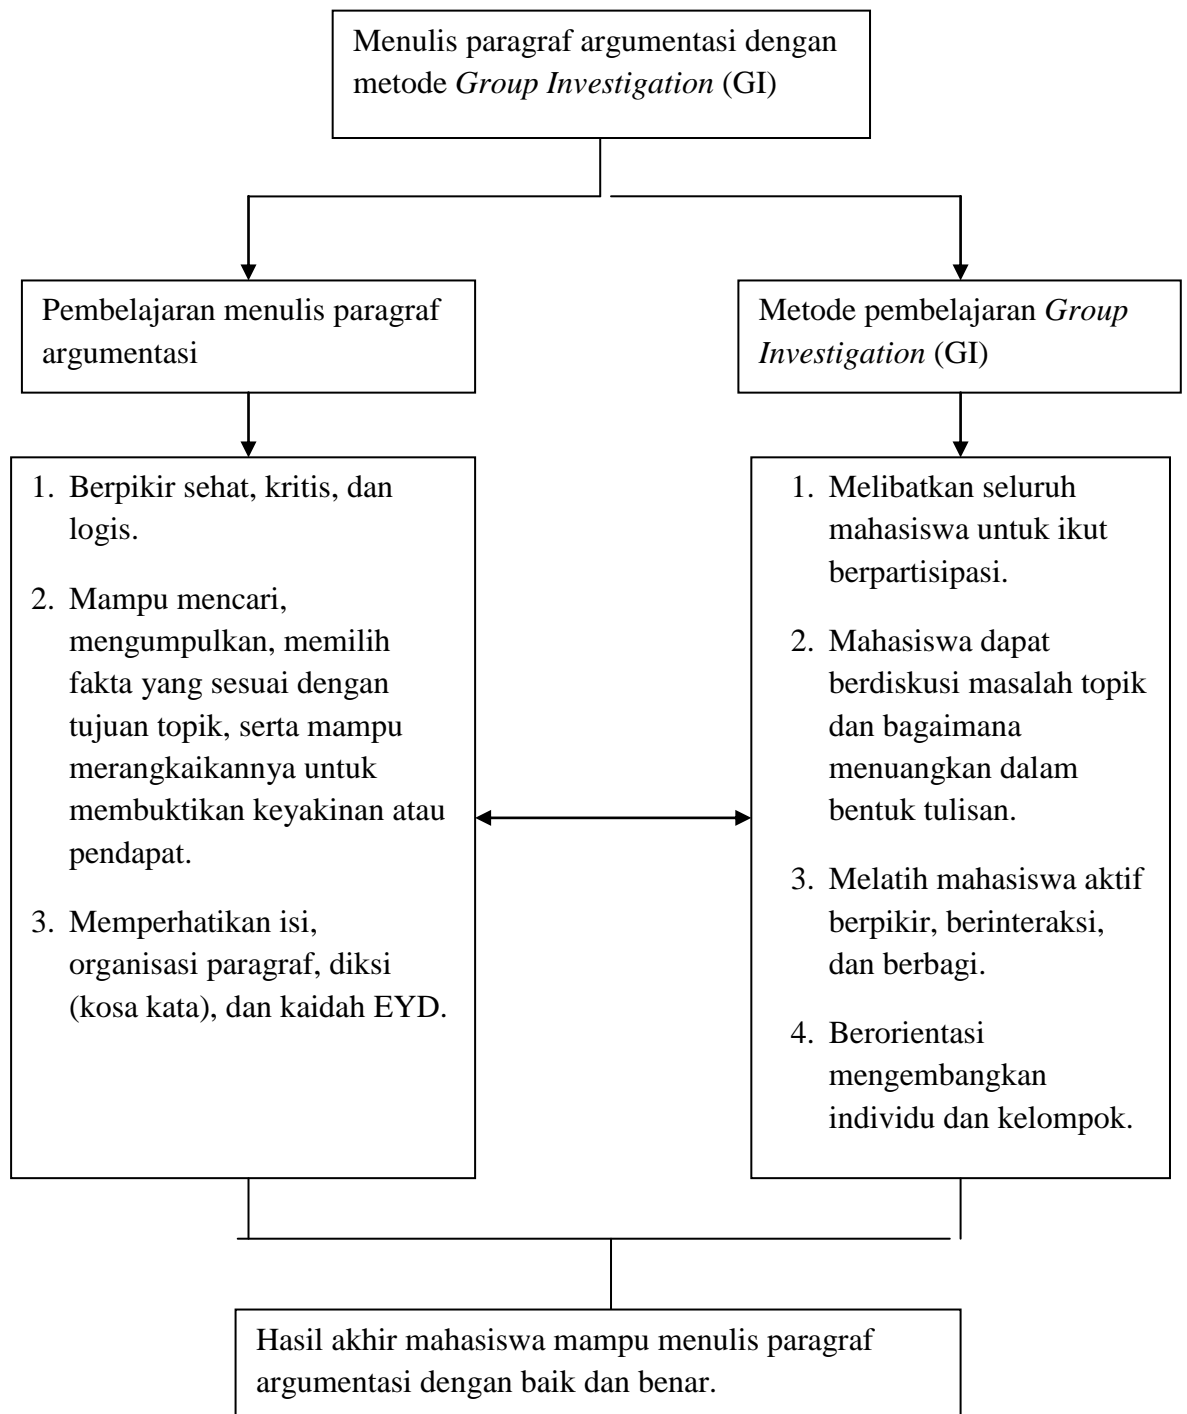 Menulis paragraf argumentasi dengan
metode Group Investigation (GI)
Pembelajaran menulis paragraf
argumentasi
Metode pembelajaran Group
Investigation (GI)
1. Berpikir sehat, kritis, dan
logis.
2. Mampu mencari,
mengumpulkan, memilih
fakta yang sesuai dengan
tujuan topik, serta mampu
merangkaikannya untuk
membuktikan keyakinan atau
pendapat.
3. Memperhatikan isi,
organisasi paragraf, diksi
(kosa kata), dan kaidah EYD.
1. Melibatkan seluruh
mahasiswa untuk ikut
berpartisipasi.
2. Mahasiswa dapat
berdiskusi masalah topik
dan bagaimana
menuangkan dalam
bentuk tulisan.
3. Melatih mahasiswa aktif
berpikir, berinteraksi,
dan berbagi.
4. Berorientasi
mengembangkan
individu dan kelompok.
Hasil akhir mahasiswa mampu menulis paragraf
argumentasi dengan baik dan benar.